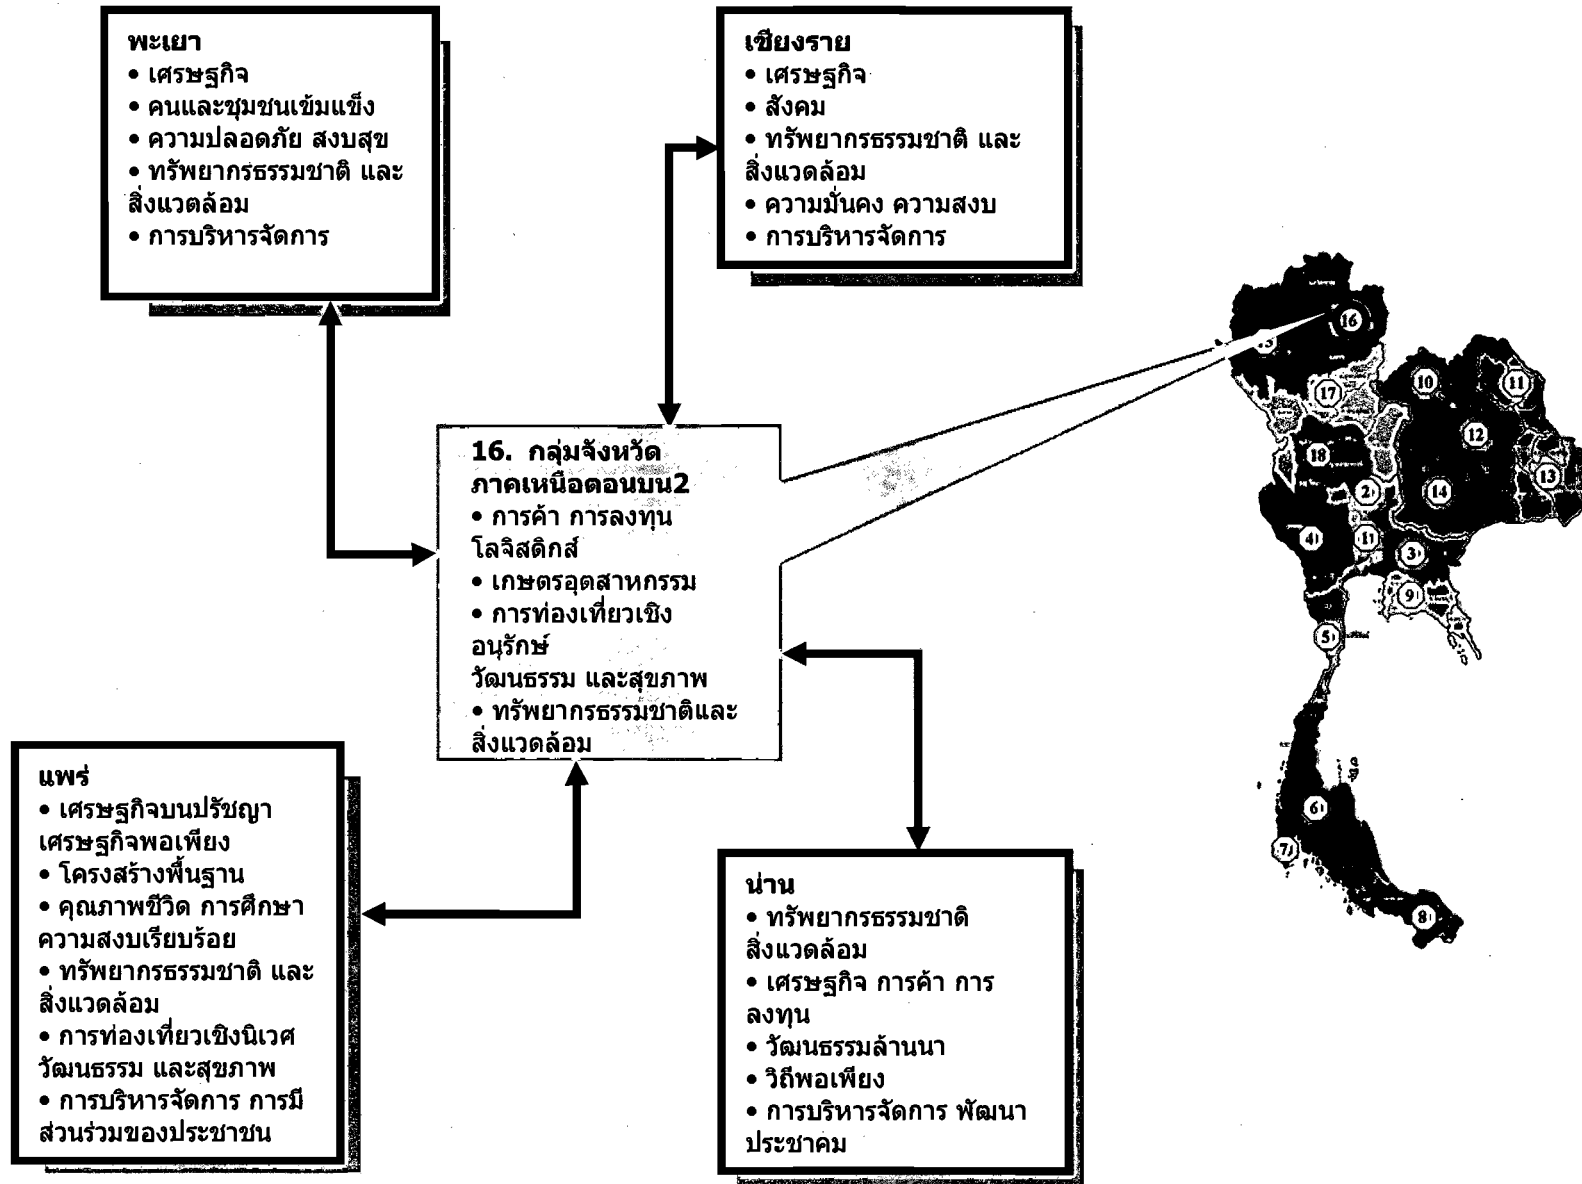 พะเยา
• เศรษฐกิจ
• คนและชุมชนเข้มแข็ง
• ความปลอดภัย สงบสุข
• ทรัพยากรธรรมชาติ และ
สิ่งแวดล้อม
• การบริหารจัดการ
เชียงราย
• เศรษฐกิจ
• สังคม
• ทรัพยากรธรรมชาติ และ
สิ่งแวดล้อม
• ความมั่นคง ความสงบ
• การบริหารจัดการ
16. กลุ่มจังหวัด
ภาคเหนือตอนบน2
• การค้า การลงทุน
โลจิสติกส์
• เกษตรอุตสาหกรรม
• การท่องเที่ยวเชิง
อนุรักษ์
วัฒนธรรม และสุขภาพ
• ทรัพยากรธรรมชาติและ
สิ่งแวดล้อม
แพร่
• เศรษฐกิจบนปรัชญา
เศรษฐกิจพอเพียง
• โครงสร้างพื้นฐาน
• คุณภาพชีวิต การศึกษา
ความสงบเรียบร้อย
• ทรัพยากรธรรมชาติ และ
สิ่งแวดล้อม
• การท่องเที่ยวเชิงนิเวศ
วัฒนธรรม และสุขภาพ
• การบริหารจัดการ การมี
ส่วนร่วมของประชาชน
น่าน
• ทรัพยากรธรรมชาติ
สิ่งแวดล้อม
• เศรษฐกิจ การค้า การ
ลงทุน
• วัฒนธรรมล้านนา
• วิถีพอเพียง
• การบริหารจัดการ พัฒนา
ประชาคม
16
10
11
17
12
18
13
2
14
4
1
3
9
5
6
7
8